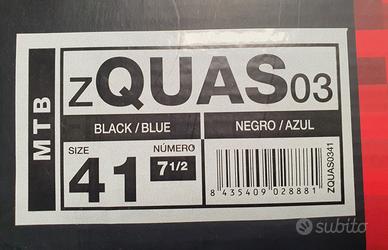 MTB
ZQUAS03
BLACK/BLUE
NEGRO/AZUL
SIZE
41
NÚMERO
7 1/2
8 435409 028881
ZQUAS0341
subito